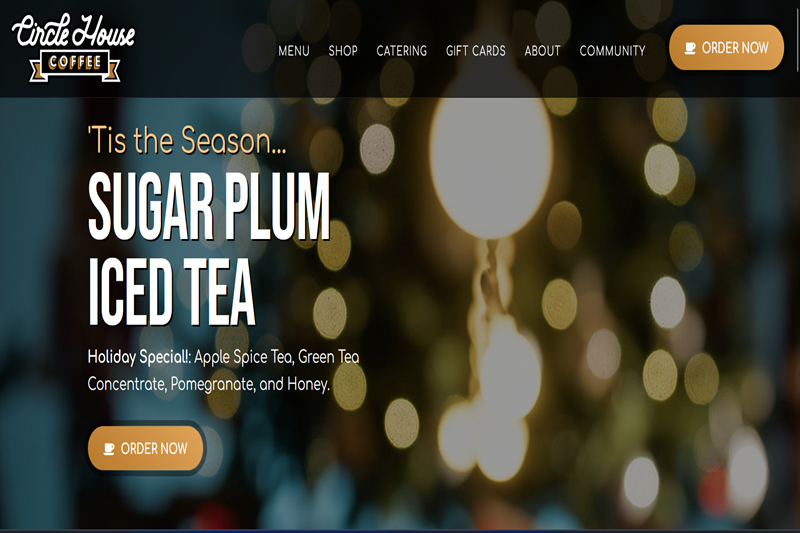 Circle House
COFFEE
MENU SHOP CATERING GIFT CARDS ABOUT COMMUNITY ORDER NOW
'Tis the Season...
SUGAR PLUM
ICED TEA
Holiday Special!: Apple Spice Tea, Green Tea
Concentrate, Pomegranate, and Honey.
ORDER NOW